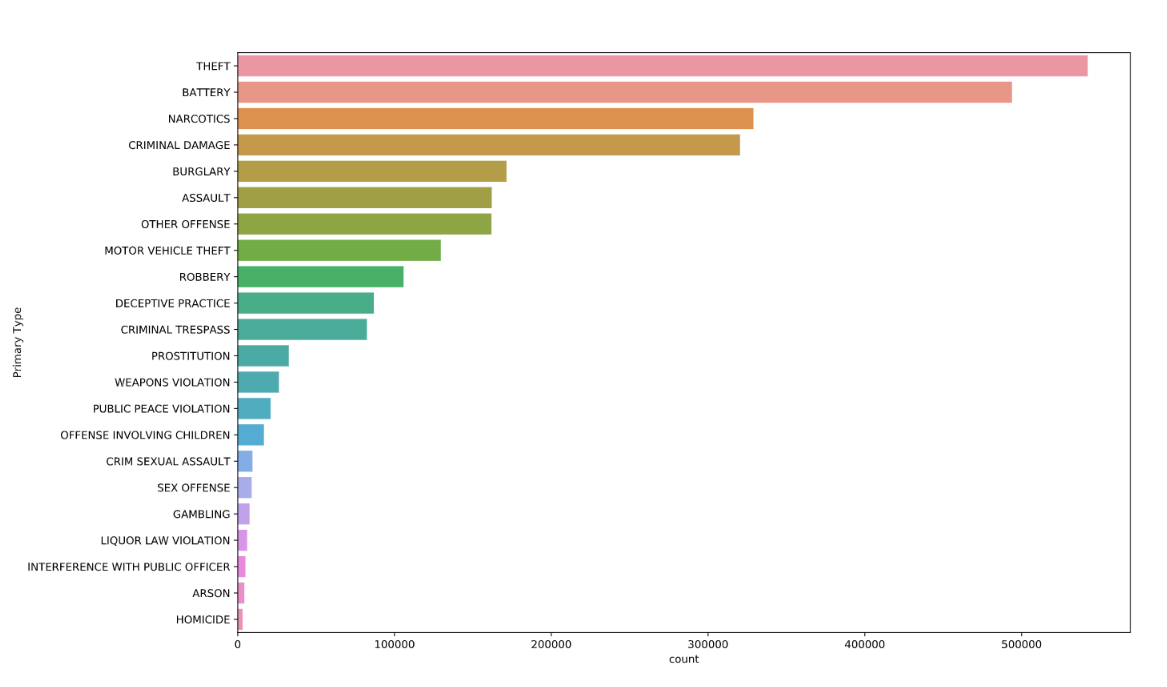 THEFT
BATTERY
NARCOTICS
CRIMINAL DAMAGE
BURGLARY
ASSAULT
OTHER OFFENSE
MOTOR VEHICLE THEFT
ROBBERY
DECEPTIVE PRACTICE
CRIMINAL TRESPASS
PROSTITUTION
WEAPONS VIOLATION
PUBLIC PEACE VIOLATION
OFFENSE INVOLVING CHILDREN
CRIM SEXUAL ASSAULT
SEX OFFENSE
GAMBLING
LIQUOR LAW VIOLATION
INTERFERENCE WITH PUBLIC OFFICER
ARSON
HOMICIDE
Primary Type
0 100000 200000 300000 400000 500000
count